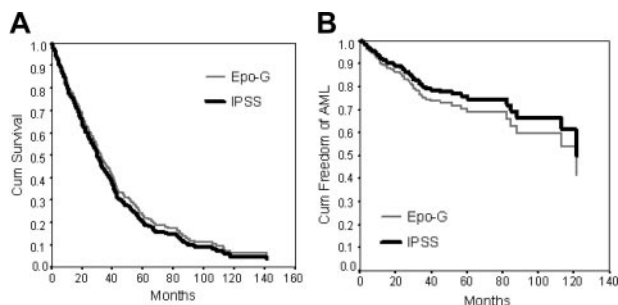 A
1.0
0.9
0.8
0.7
0.6
0.5
0.4
0.3
0.2
0.1
0.0
Cum Survival
Epo-G
IPSS
0 20 40 60 80 100 120 140 160
Months
B
1.0
0.9
0.8
0.7
0.6
0.5
0.4
0.3
0.2
0.1
0.0
Cum Freedom of AML
Epo-G
IPSS
0 20 40 60 80 100 120 140
Months